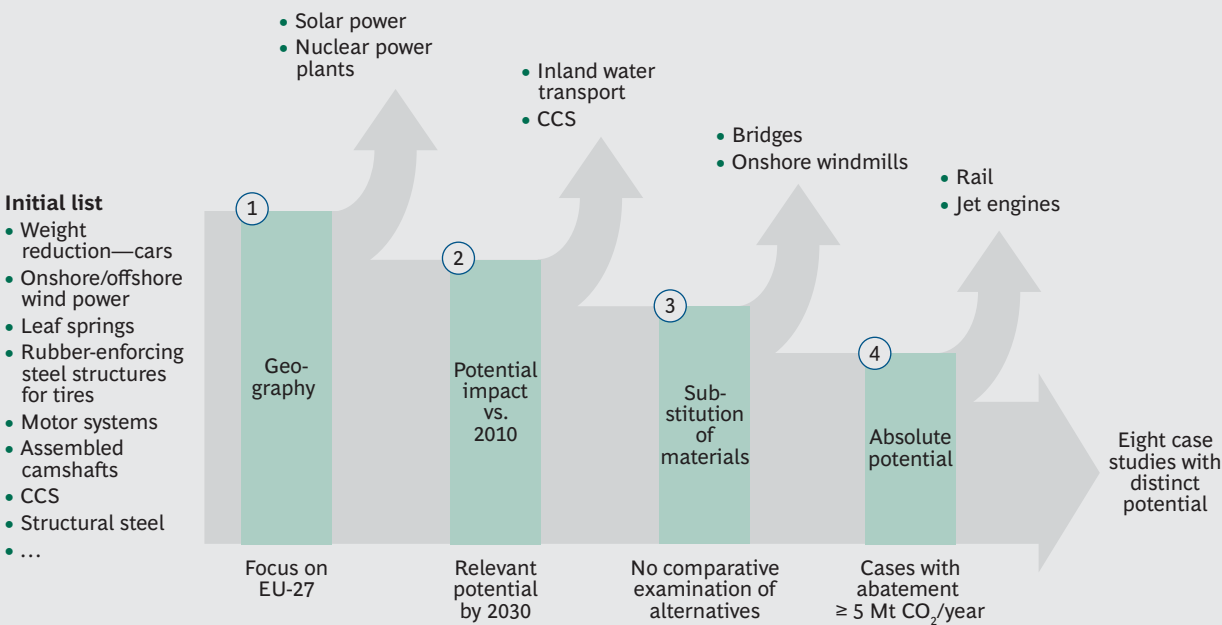 • Solar power
• Nuclear power
plants
• Inland water
transport
• CCS
• Bridges
• Onshore windmills
• Rail
• Jet engines
Initial list
• Weight
reduction—cars
• Onshore/offshore
wind power
• Leaf springs
• Rubber-enforcing
steel structures
for tires
• Motor systems
• Assembled
camshafts
• CCS
• Structural steel
• ...
1
Geo-
graphy
Focus on
EU-27
2
Potential
impact
vs.
2010
Relevant
potential
by 2030
3
Sub-
stitution
of
materials
No comparative
examination of
alternatives
4
Absolute
potential
Cases with
abatement
≥ 5 Mt CO₂/year
Eight case
studies with
distinct
potential